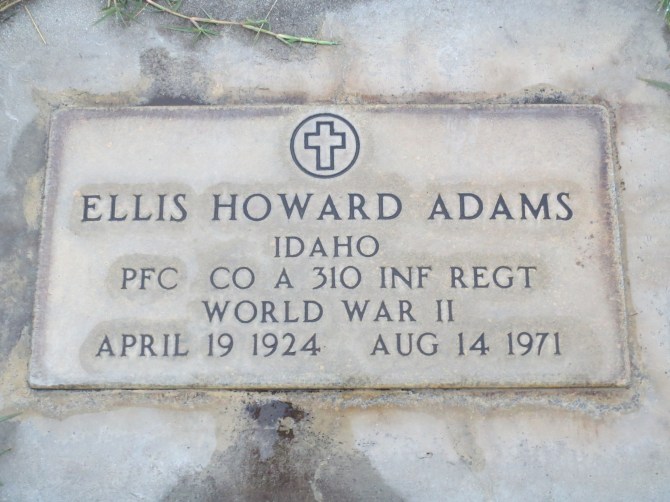 ELLIS HOWARD ADAMS
IDAHO
PFC CO A 310 INF REGT
WORLD WAR II
APRIL 19 1924 AUG 14 1971